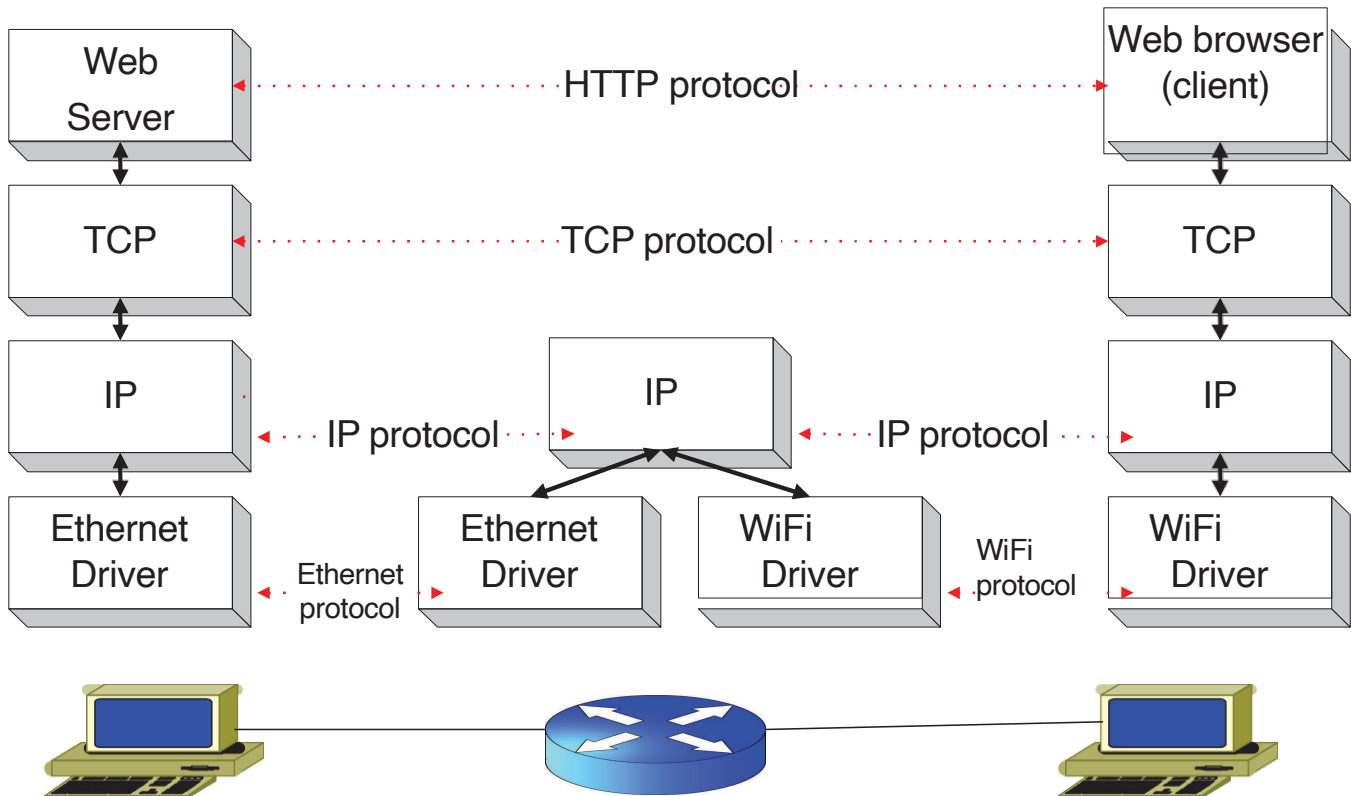 Web
Server
HTTP protocol
Web browser
(client)
TCP
TCP protocol
TCP
IP
IP protocol
IP
IP protocol
IP
Ethernet
Driver
Ethernet
protocol
Ethernet
Driver
WiFi
Driver
WiFi
protocol
WiFi
Driver